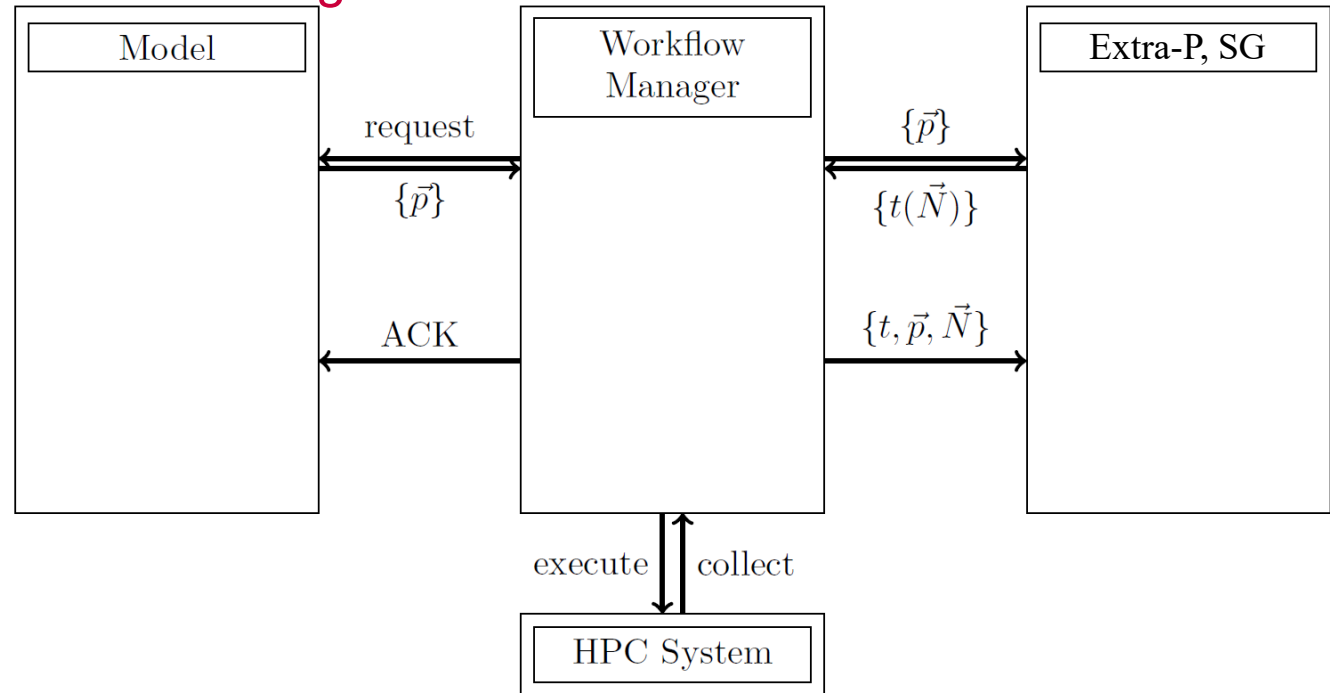 g
Model
Workflow
Manager
Extra-P, SG
request
{p⃗}
{p⃗}
{t(N⃗)}
ACK
{t, p⃗, N⃗}
execute
collect
HPC System